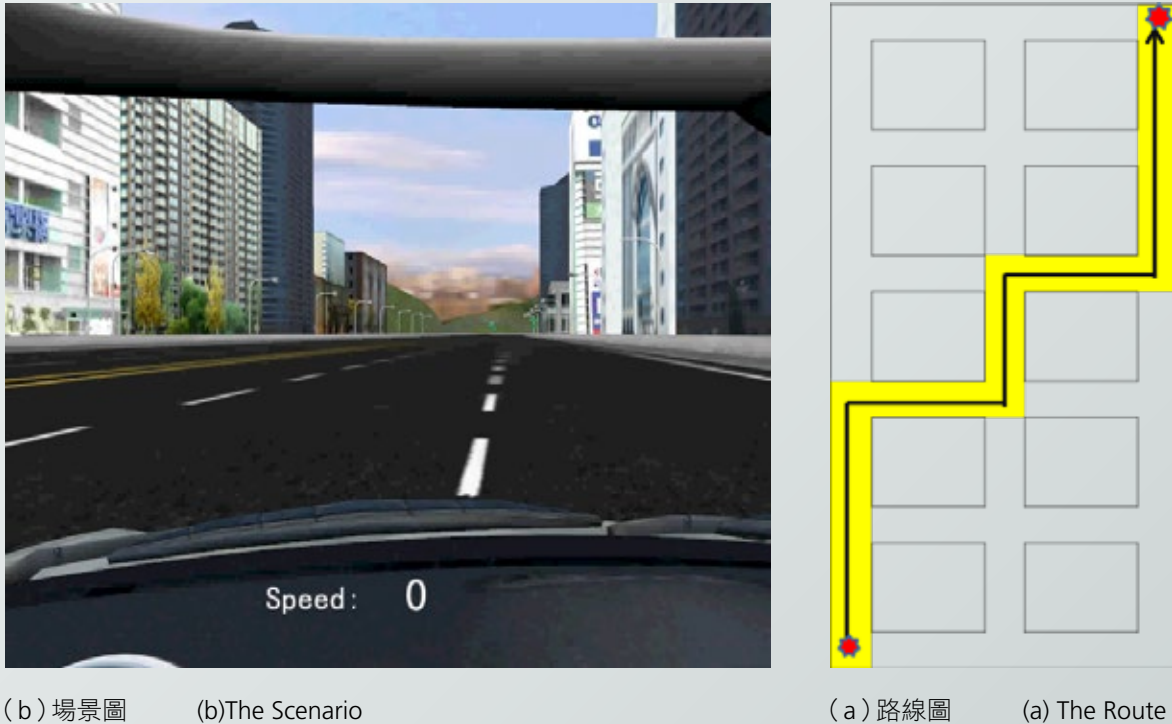 Speed: 0
（b）場景圖 (b)The Scenario
（a）路線圖 (a) The Route